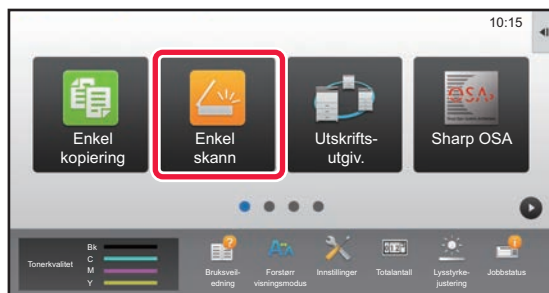 10:15
Enkel
kopiering
Enkel
skann
Utskrifts-
utgiv.
Sharp OSA
Tonerkvalitet
Bk
C
M
Y
Bruksveil-
edning
Forstørr
visningsmodus
Innstillinger
Totalantall
Lysstyrke-
justering
Jobbstatus